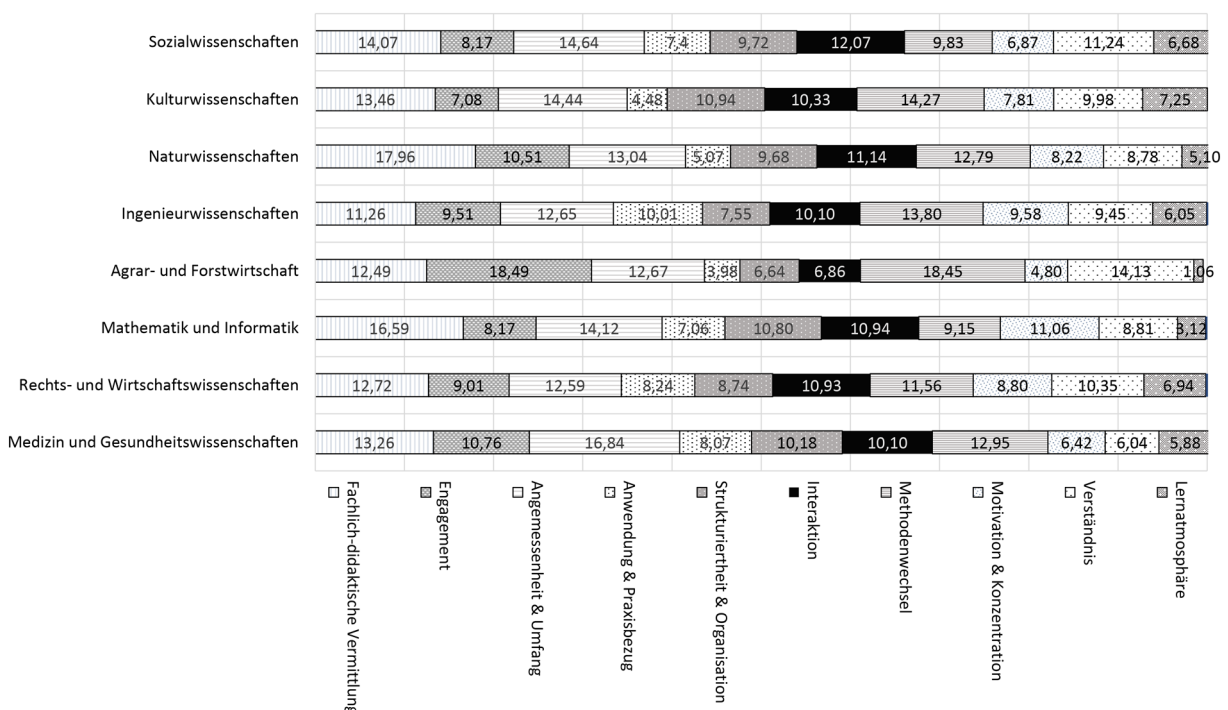 Sozialwissenschaften 14,07 8,17 14,64 7,4 9,72 12,07 9,83 6,87 11,24 6,68
Kulturwissenschaften 13,46 7,08 14,44 4,48 10,94 10,33 14,27 7,81 9,98 7,25
Naturwissenschaften 17,96 10,51 13,04 5,07 9,68 11,14 12,79 8,22 8,78 5,10
Ingenieurwissenschaften 11,26 9,51 12,65 10,01 7,55 10,10 13,80 9,58 9,45 6,05
Agrar- und Forstwirtschaft 12,49 18,49 12,67 3,98 6,64 6,86 18,45 4,80 14,13 1,06
Mathematik und Informatik 16,59 8,17 14,12 7,06 10,80 10,94 9,15 11,06 8,81 3,12
Rechts- und Wirtschaftswissenschaften 12,72 9,01 12,59 8,24 8,74 10,93 11,56 8,80 10,35 6,94
Medizin und Gesundheitswissenschaften 13,26 10,76 16,84 8,07 10,18 10,10 12,95 6,42 6,04 5,88
Fachlich-didaktische Vermittlung
Engagement
Angemessenheit & Umfang
Anwendung & Praxisbezug
Strukturiertheit & Organisation
Interaktion
Methodenwechsel
Motivation & Konzentration
Verständnis
Lernatmosphäre